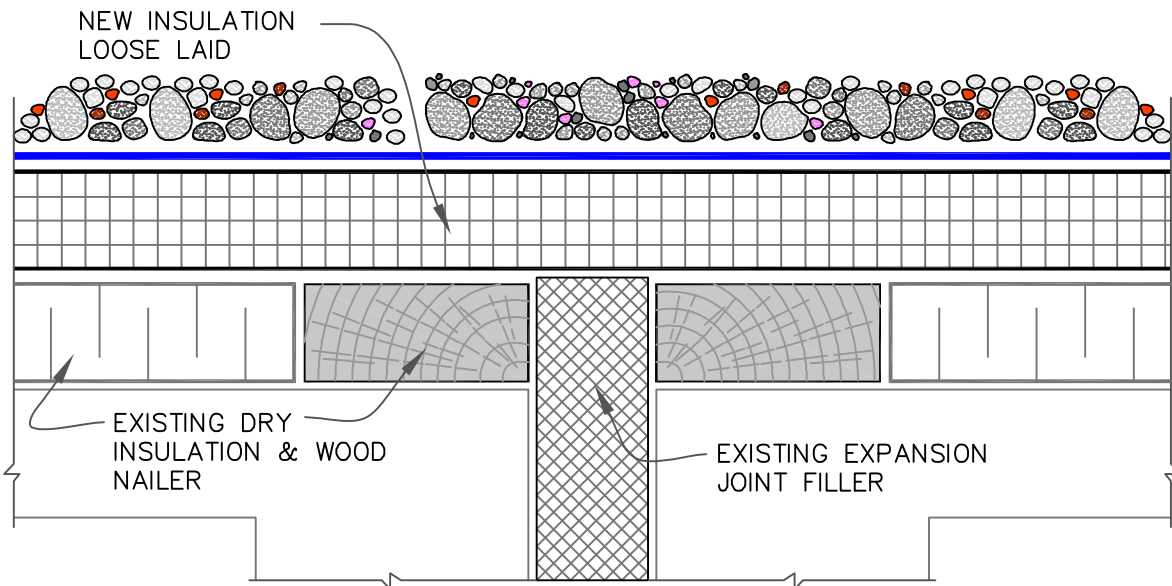 NEW INSULATION
LOOSE LAID
EXISTING DRY
INSULATION & WOOD
NAILER
EXISTING EXPANSION
JOINT FILLER